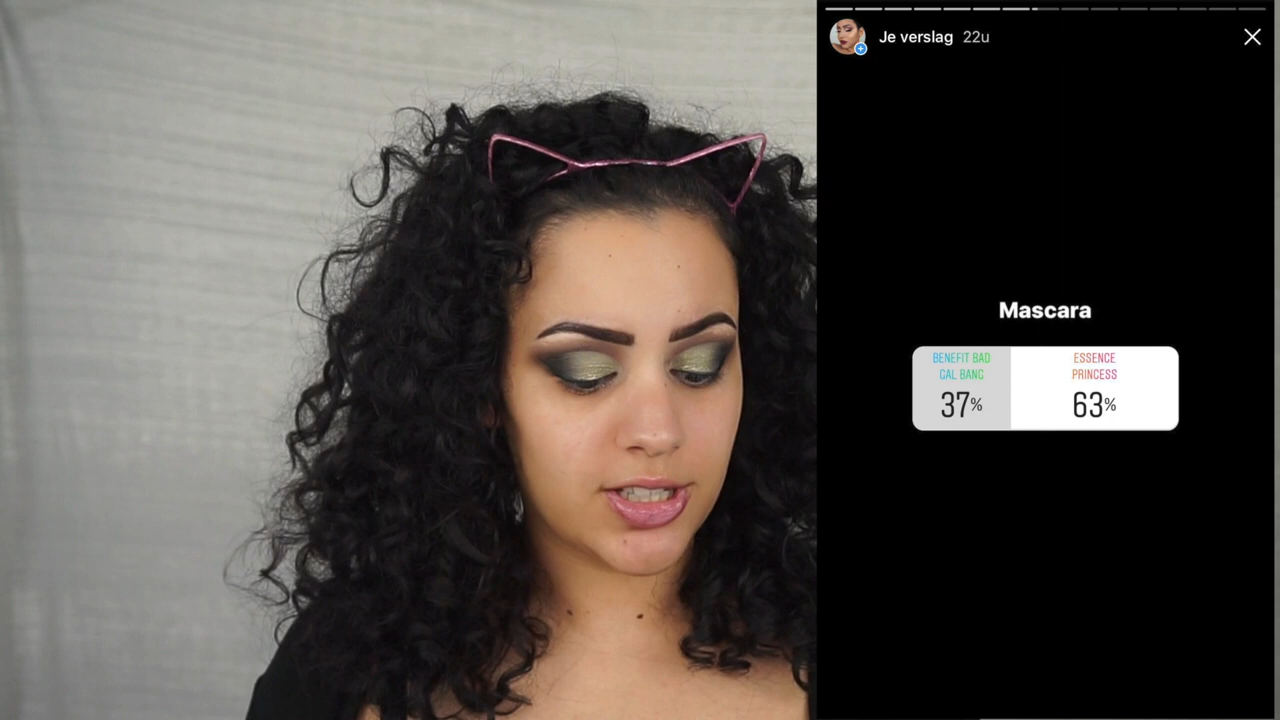 Je verslag 22u
Mascara
BENEFIT BAD
GAL BANG
ESSENCE
PRINCESS
37%
63%